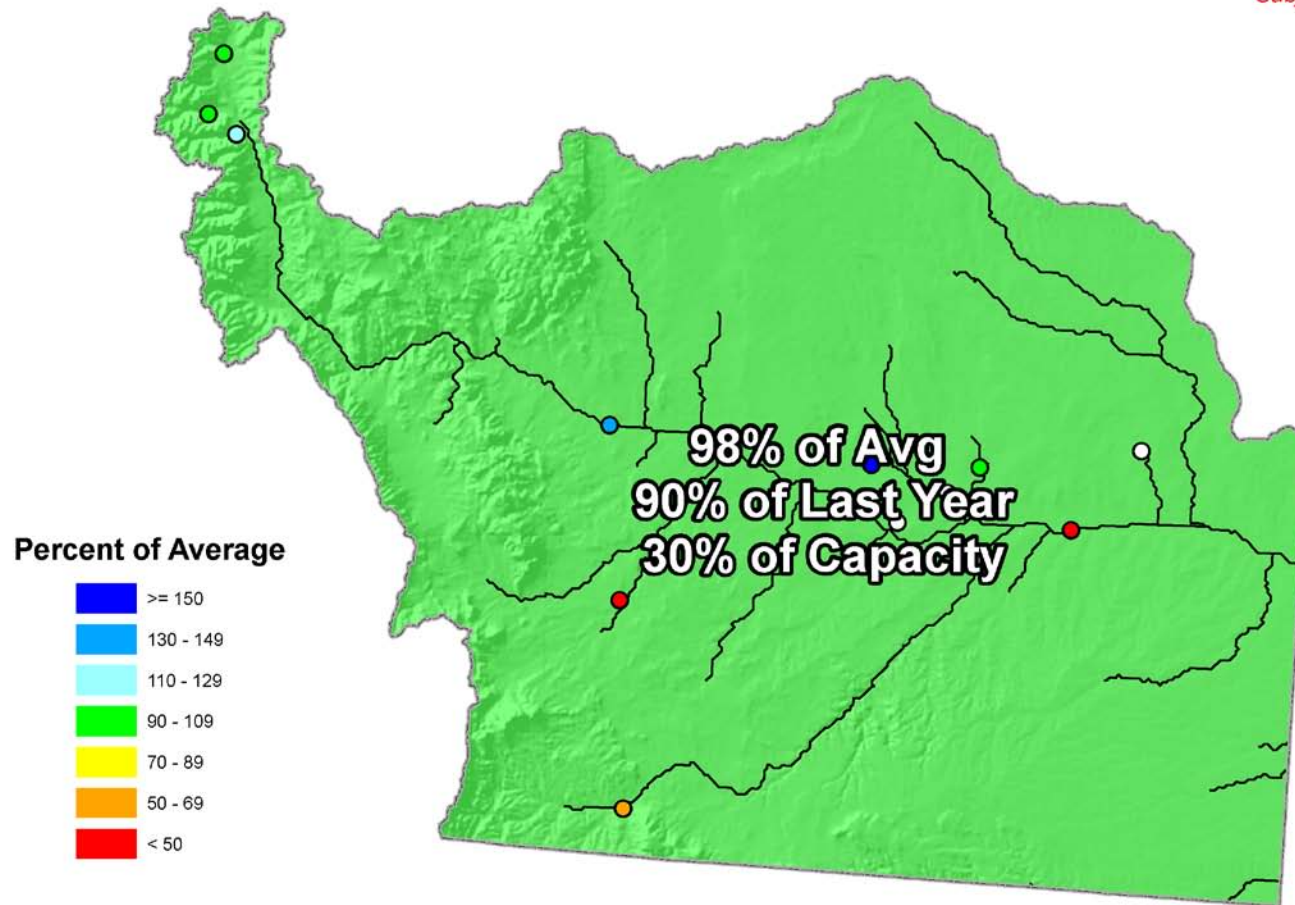 98% of Avg
90% of Last Year
30% of Capacity
Percent of Average
>= 150
130 - 149
110 - 129
90 - 109
70 - 89
50 - 69
< 50